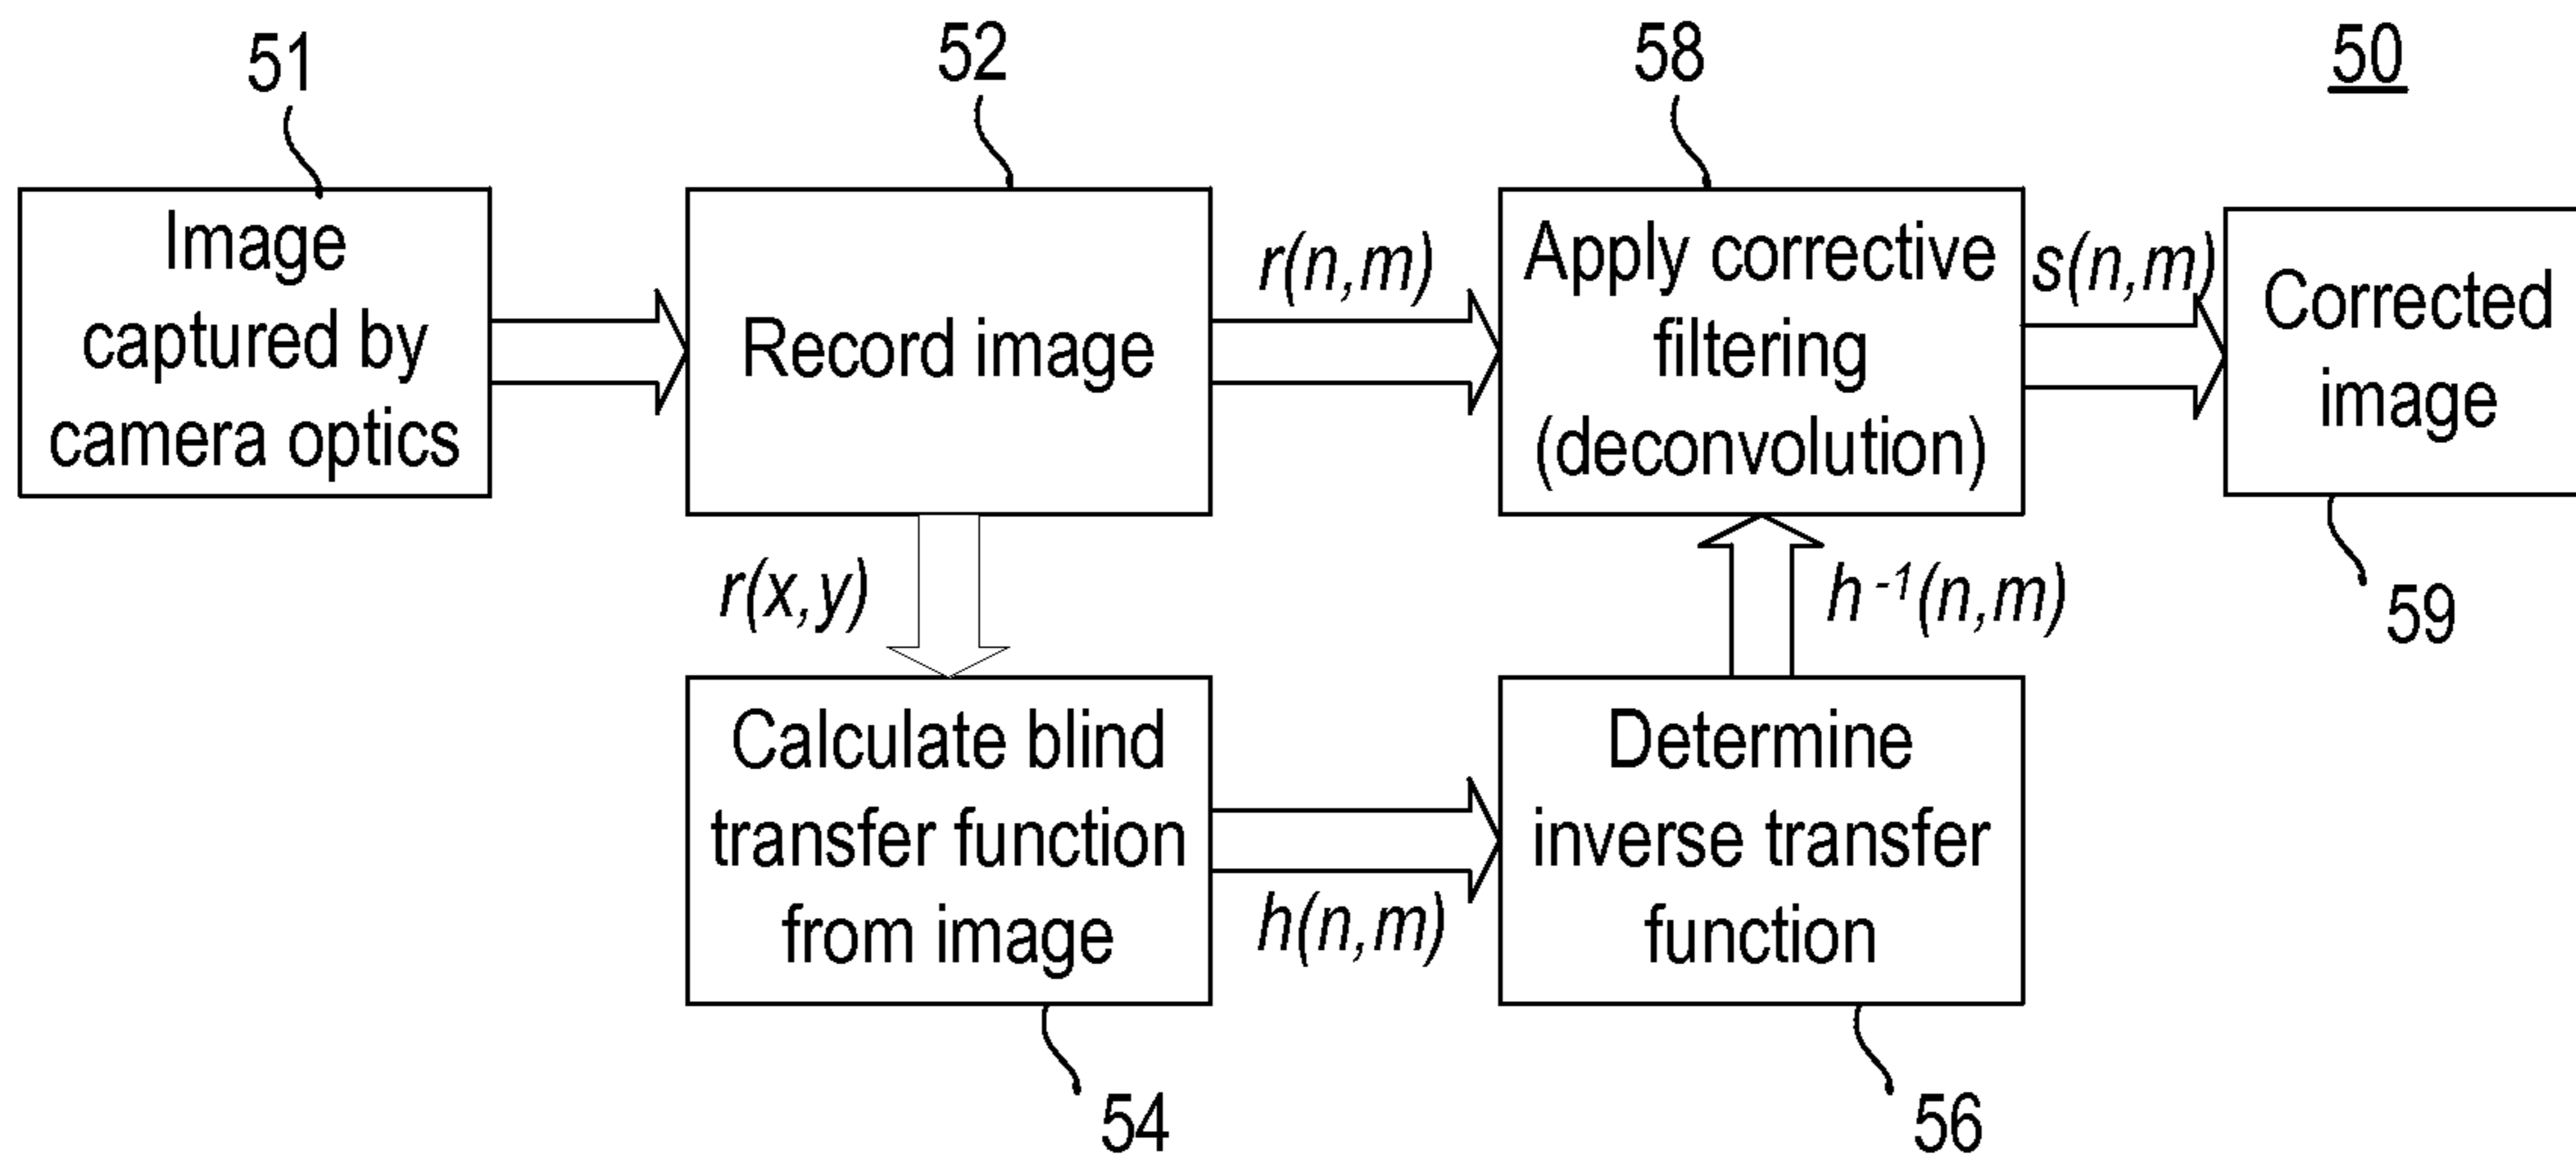 51
52
58
50
Image
captured by
camera optics
Record image
r(n,m)
Apply corrective
filtering
(deconvolution)
s(n,m)
Corrected
image
r(x,y)
h⁻¹(n,m)
59
Calculate blind
transfer function
from image
h(n,m)
Determine
inverse transfer
function
54
56